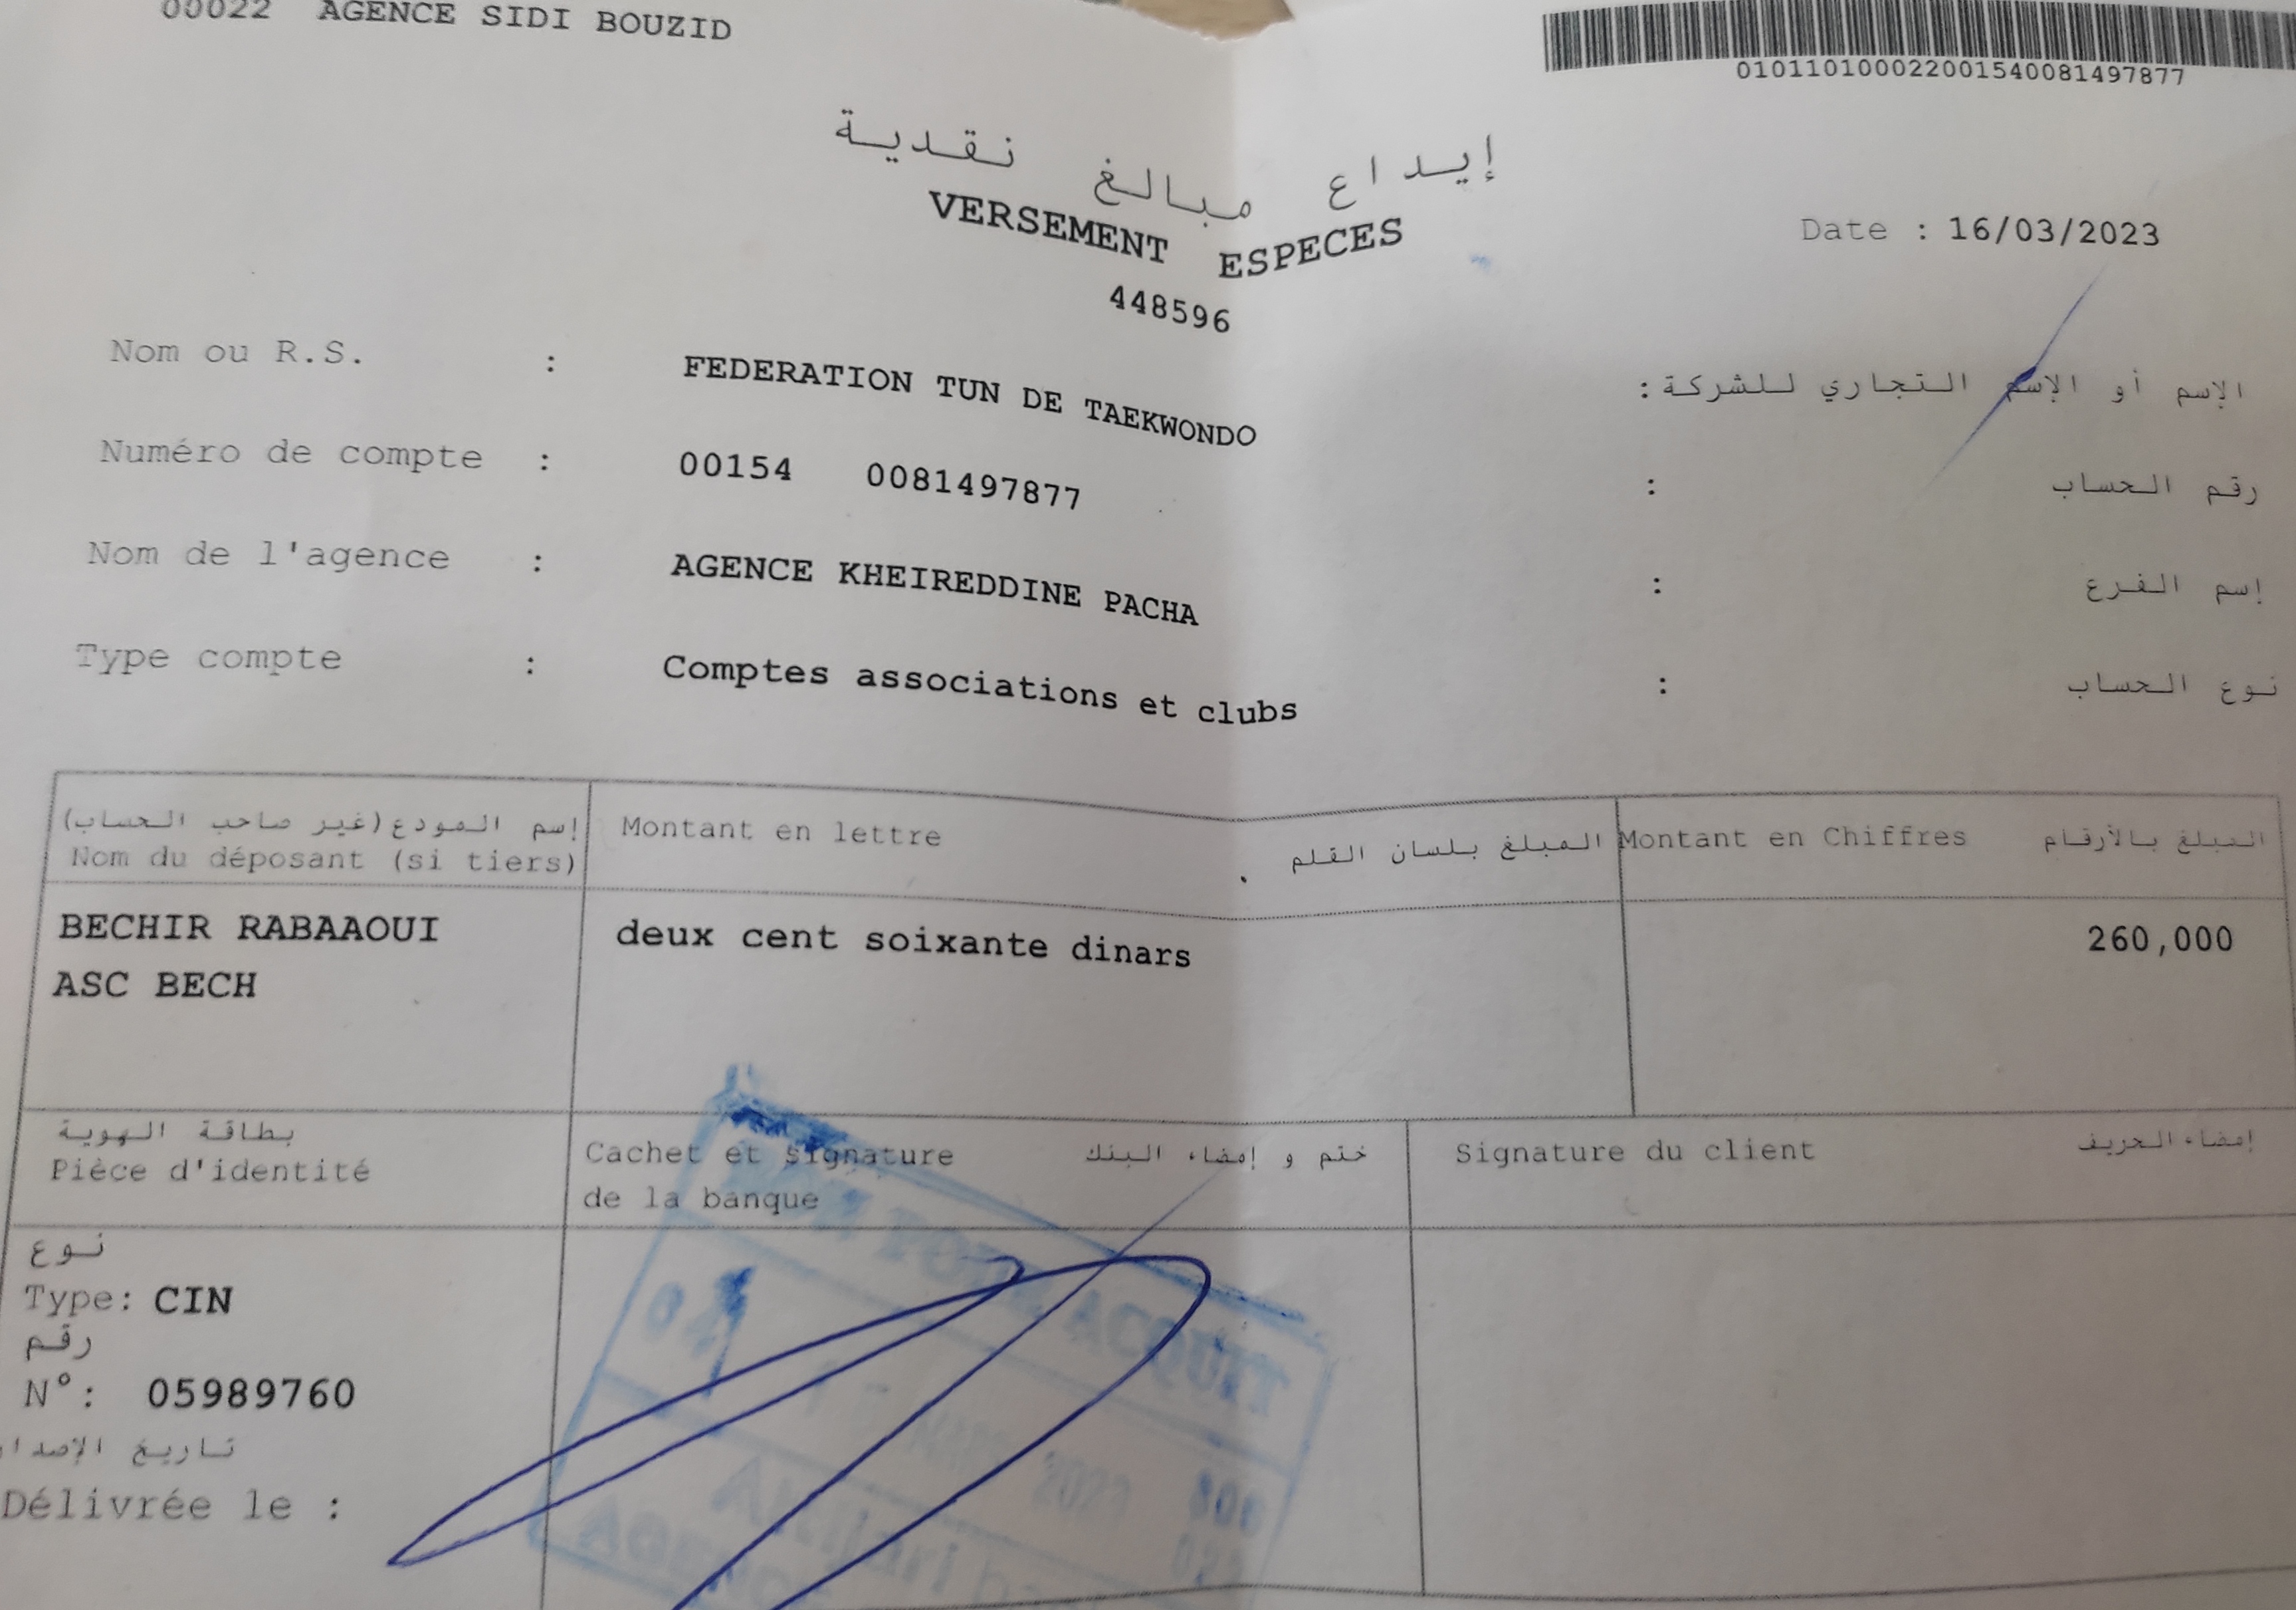 00022 AGENCE SIDI BOUZID
010110100022001540081497877
إيداع مبالغ نقدية
VERSEMENT ESPECES
448596
Date : 16/03/2023
Nom ou R.S. : FEDERATION TUN DE TAEKWONDO : الإسم أو الإسم التجاري للشركة
Numéro de compte : 00154 0081497877 : رقم الحساب
Nom de l'agence : AGENCE KHEIREDDINE PACHA : إسم الفرع
Type compte : Comptes associations et clubs : نوع الحساب
إسم المودع (غير صاحب الحساب)
Nom du déposant (si tiers)
Montant en lettre المبلغ بلسان القلم
Montant en Chiffres المبلغ بالأرقام
BECHIR RABAAOUI
ASC BECH
deux cent soixante dinars
260,000
بطاقة الهوية
Pièce d'identité
Cachet et signature ختم و إمضاء البنك
de la banque
Signature du client إمضاء الحريف
نوع
Type: CIN
رقم
N°: 05989760
تاريخ الإصدار
Délivrée le :